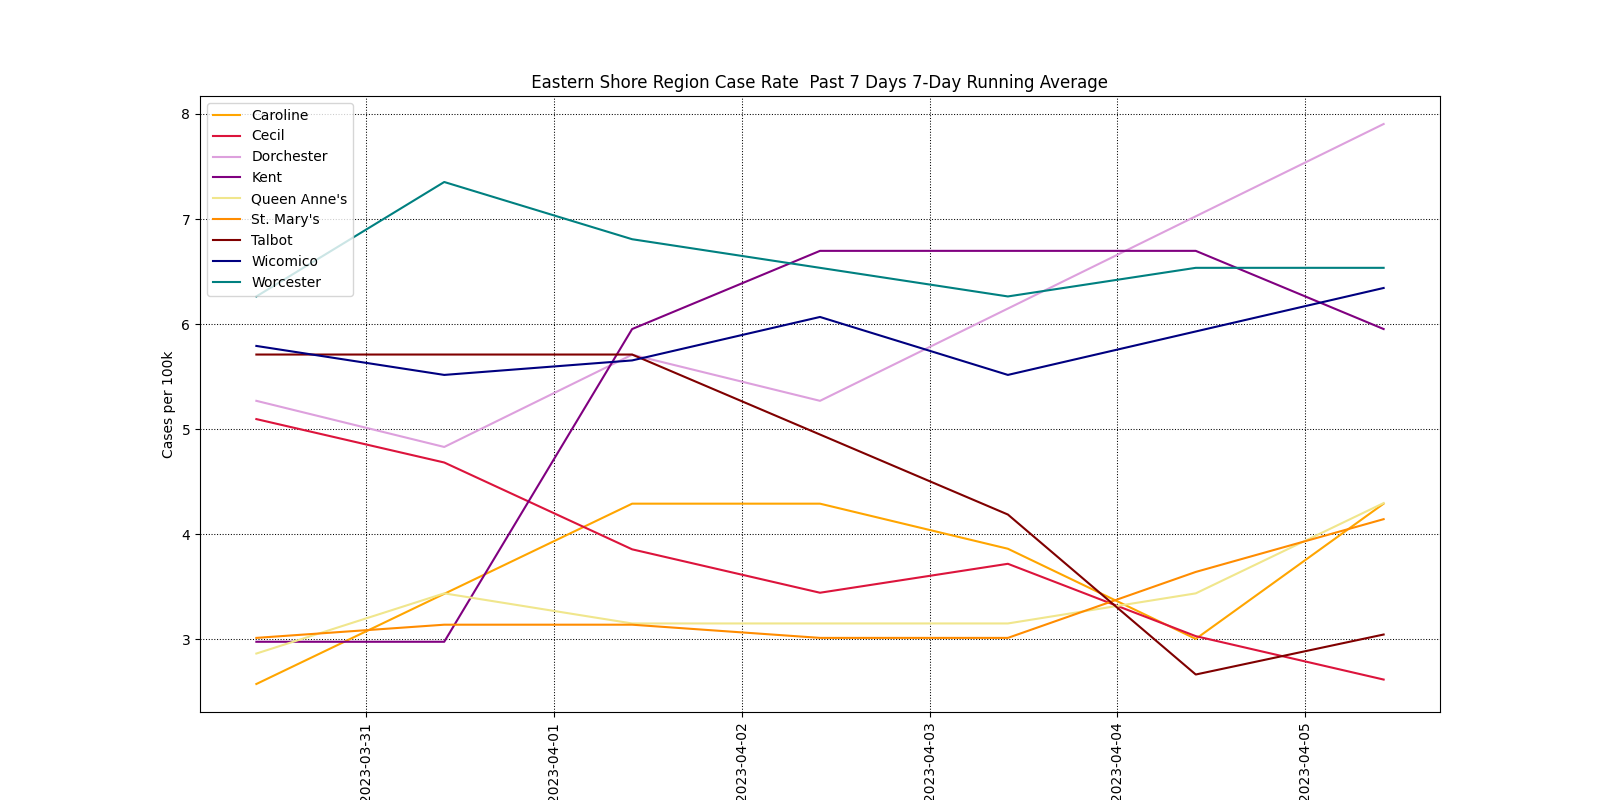 Eastern Shore Region Case Rate  Past 7 Days 7-Day Running Average
Caroline
Cecil
Dorchester
Kent
Queen Anne's
St. Mary's
Talbot
Wicomico
Worcester
8
7
6
5
4
3
Cases per 100k
2023-03-31
2023-04-01
2023-04-02
2023-04-03
2023-04-04
2023-04-05